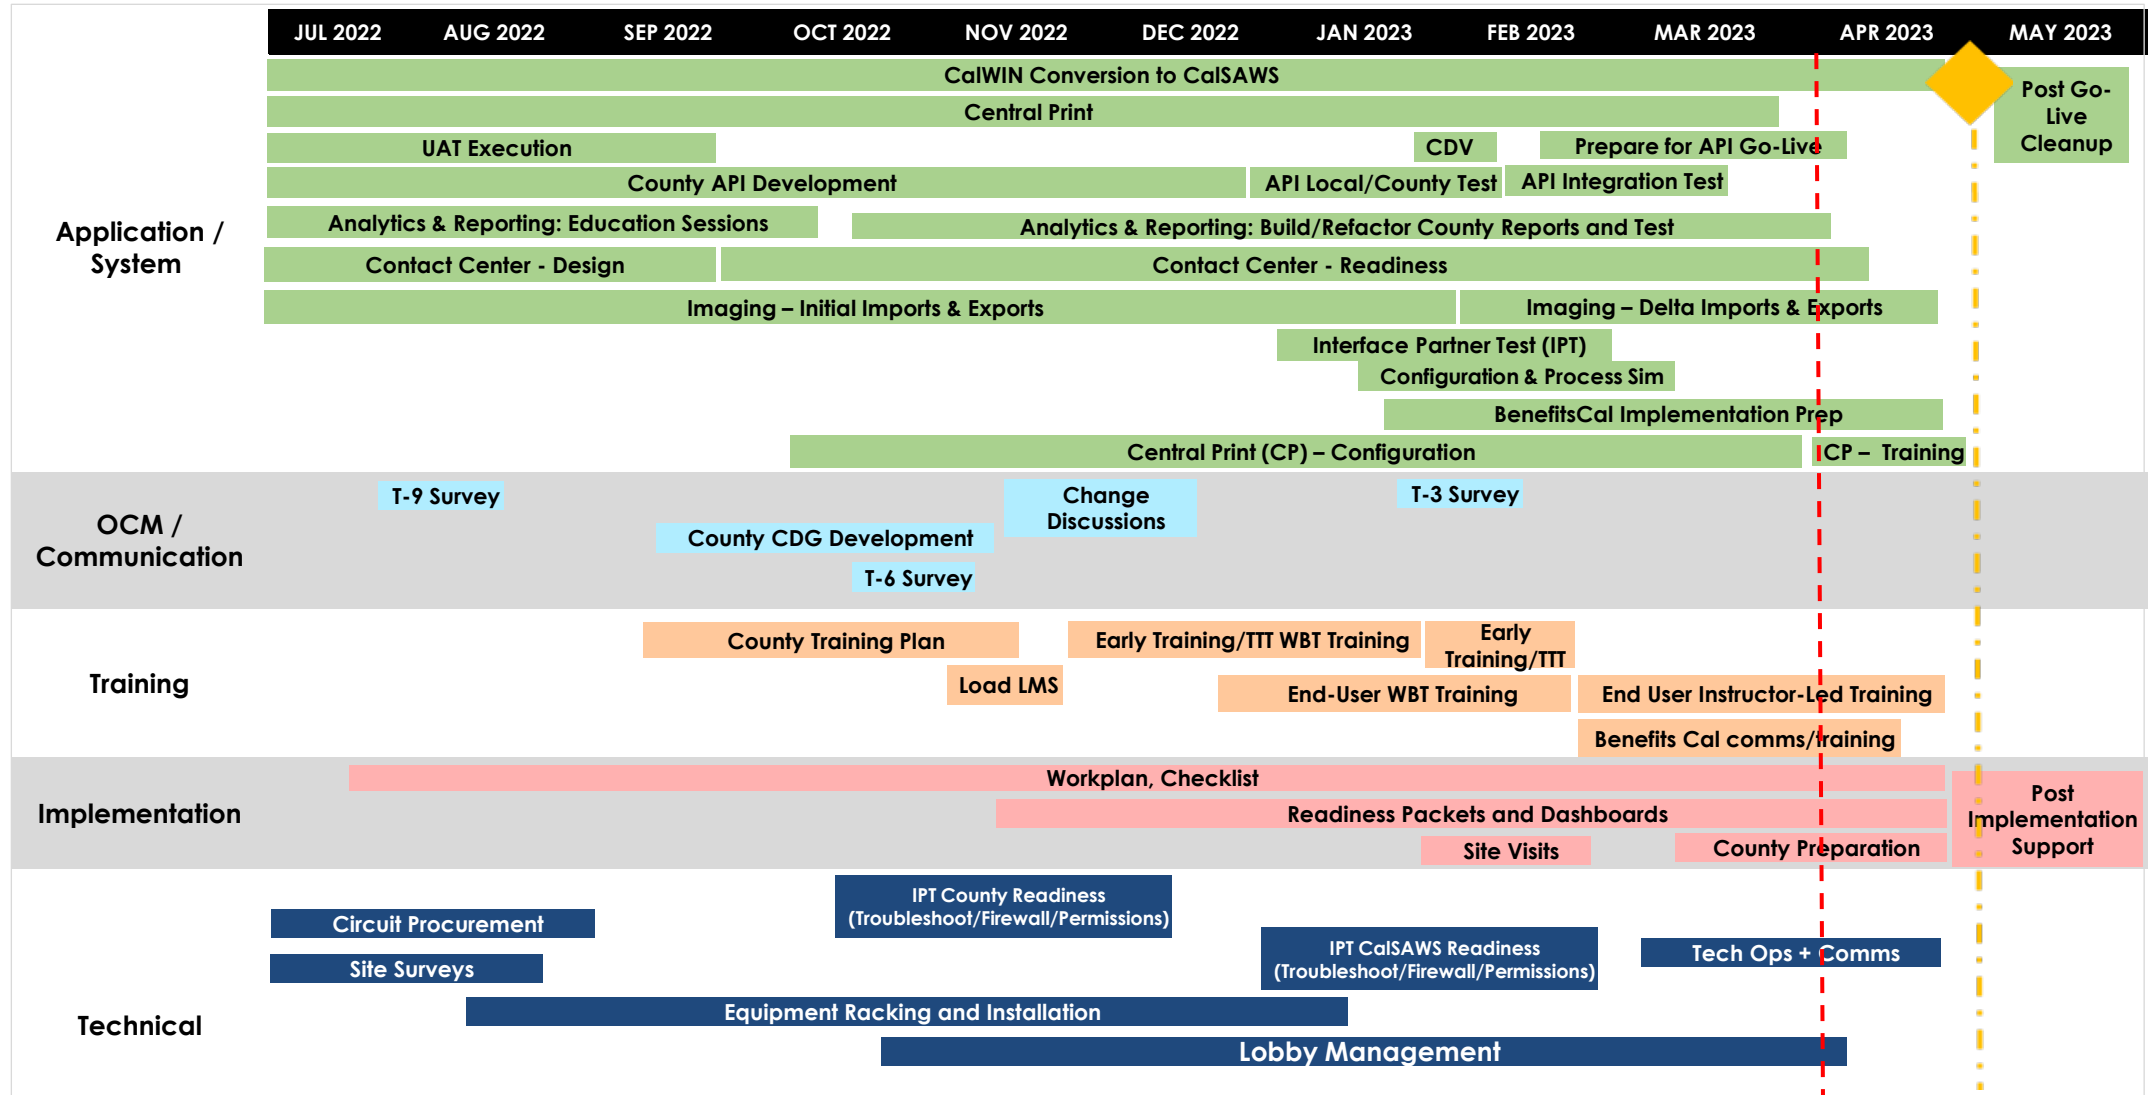 JUL 2022 AUG 2022 SEP 2022 OCT 2022 NOV 2022 DEC 2022 JAN 2023 FEB 2023 MAR 2023 APR 2023 MAY 2023
Application /
System
CalWIN Conversion to CalSAWS
Post Go-
Live
Cleanup
Central Print
UAT Execution
CDV
Prepare for API Go-Live
County API Development
API Local/County Test
API Integration Test
Analytics & Reporting: Education Sessions
Analytics & Reporting: Build/Refactor County Reports and Test
Contact Center - Design
Contact Center - Readiness
Imaging – Initial Imports & Exports
Imaging – Delta Imports & Exports
Interface Partner Test (IPT)
Configuration & Process Sim
BenefitsCal Implementation Prep
Central Print (CP) – Configuration
CP – Training
OCM /
Communication
T-9 Survey
Change
Discussions
T-3 Survey
County CDG Development
T-6 Survey
Training
County Training Plan
Early Training/TTT WBT Training
Early
Training/TTT
Load LMS
End-User WBT Training
End User Instructor-Led Training
Benefits Cal comms/training
Implementation
Workplan, Checklist
Readiness Packets and Dashboards
Site Visits
County Preparation
Post
Implementation
Support
Technical
IPT County Readiness
(Troubleshoot/Firewall/Permissions)
Circuit Procurement
IPT CalSAWS Readiness
(Troubleshoot/Firewall/Permissions)
Tech Ops + Comms
Site Surveys
Equipment Racking and Installation
Lobby Management